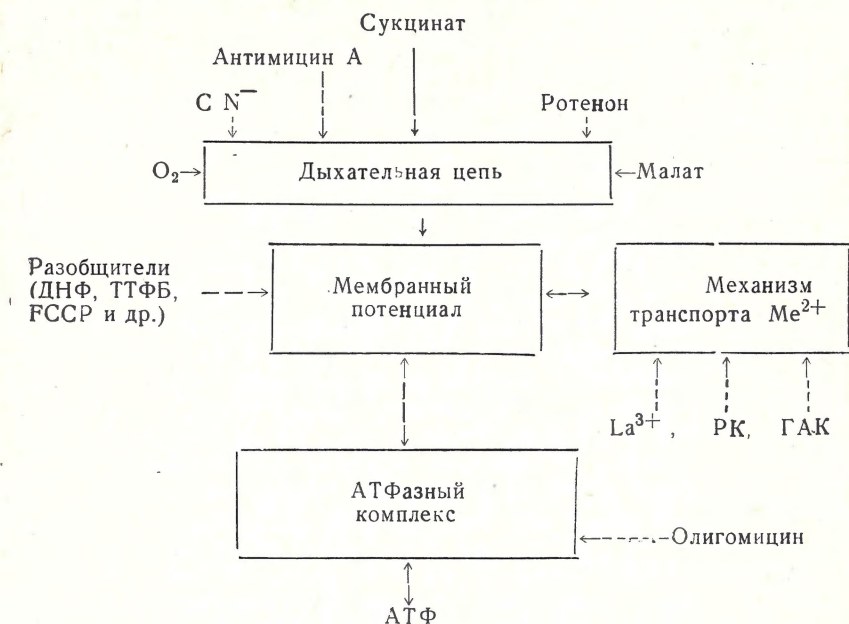 Сукцинат
Антимицин А
C N⁻
Ротенон
O₂
Дыхательная цепь
Малат
Разобщители
(ДНФ, ТТФБ,
FCCP и др.)
Мембранный
потенциал
Механизм
транспорта Me²⁺
La³⁺, РК, ГАК
АТФазный
комплекс
Олигомицин
АТФ